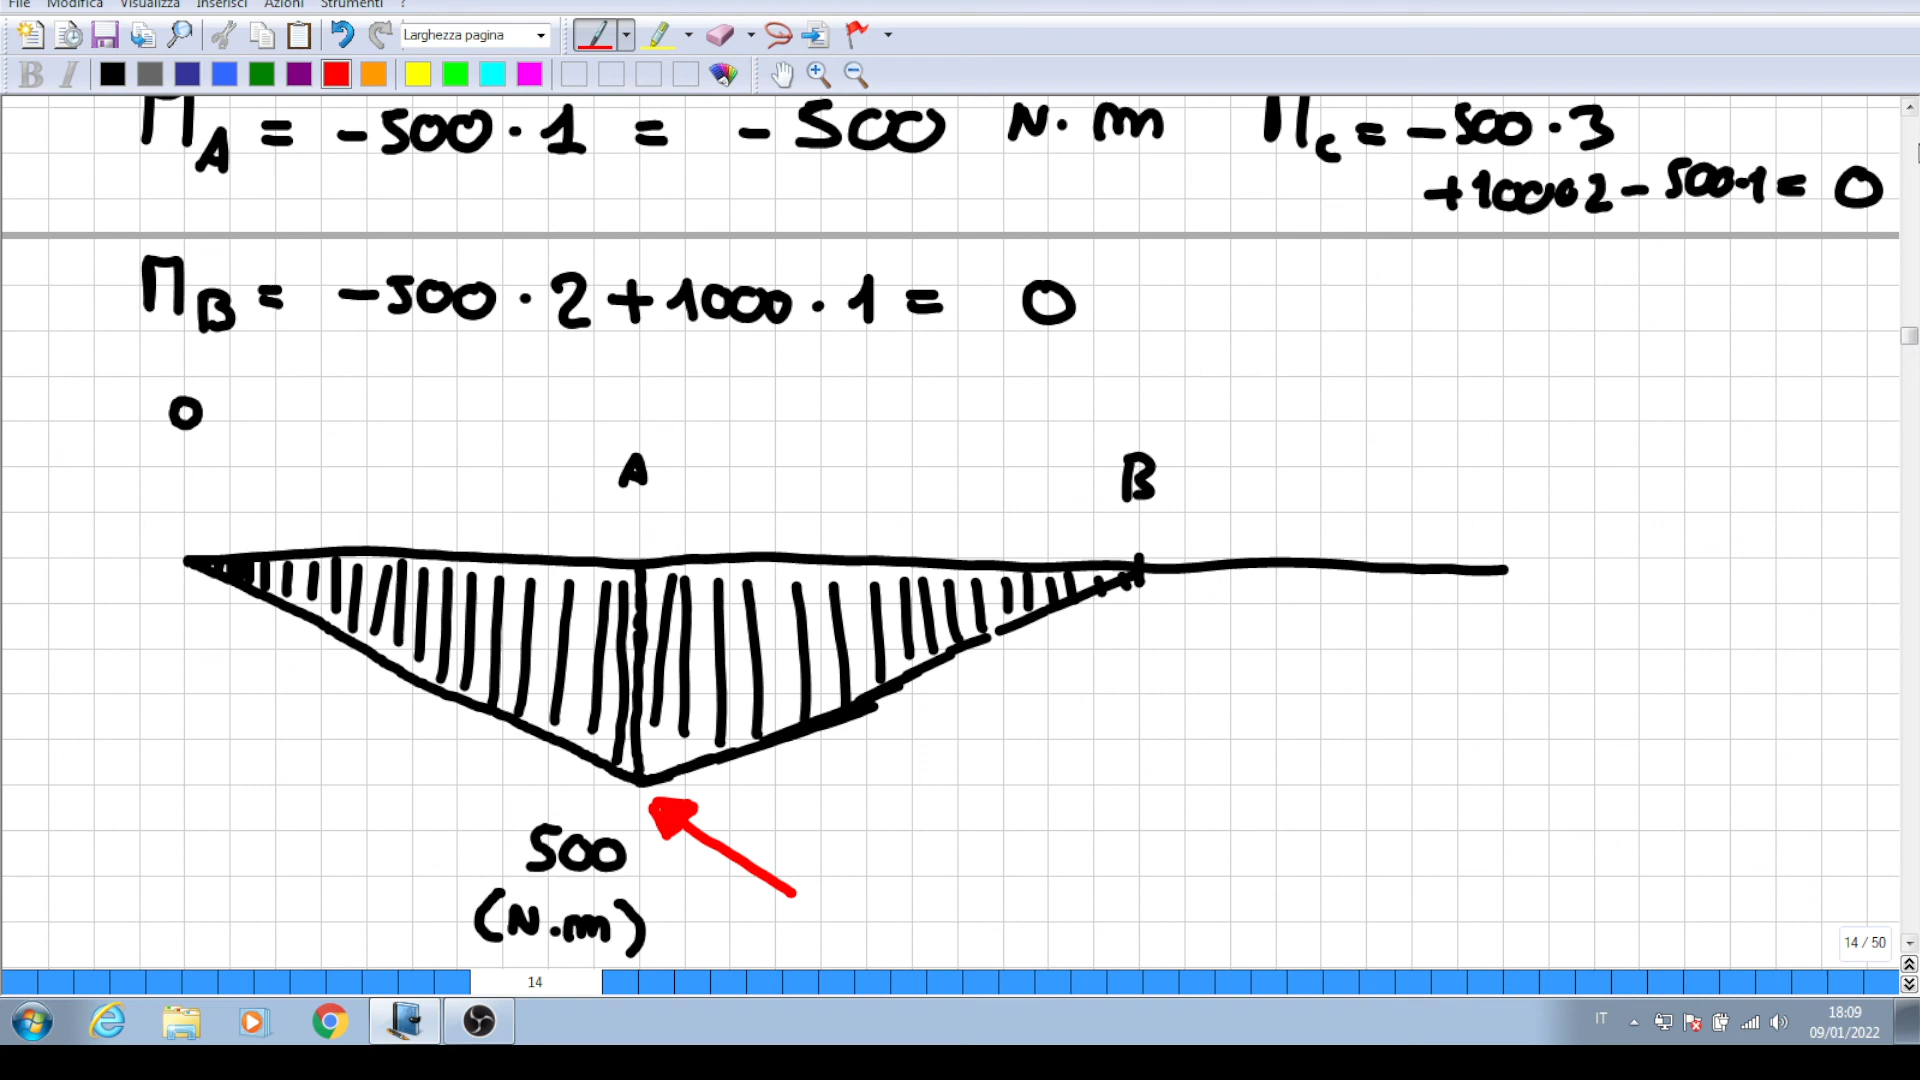 File Modifica Visualizza Inserisci Azioni Strumenti ?
Larghezza pagina
B I
M_A = -500 · 1 = - 500 N·m
M_C = -500 · 3
+1000·2 - 500·1 = 0
M_B = -500 · 2 + 1000 · 1 = 0
O
A
B
500
(N·m)
14 / 50
14
IT
18:09
09/01/2022